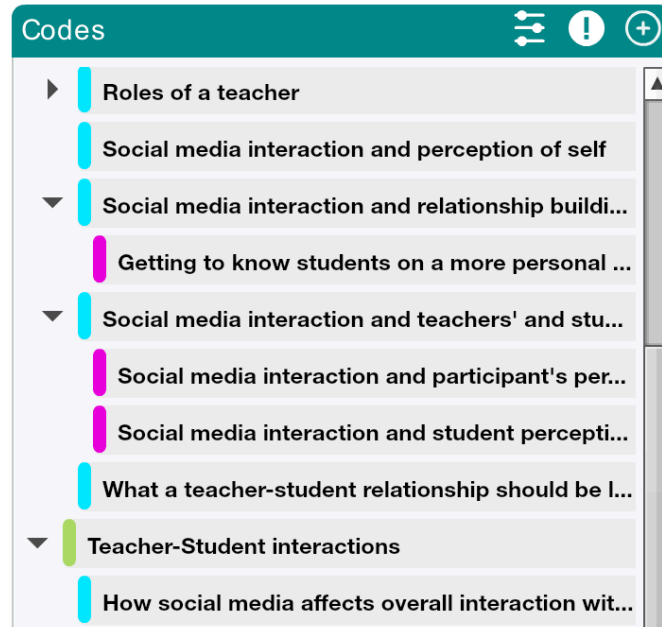 Codes
Roles of a teacher
Social media interaction and perception of self
Social media interaction and relationship buildi...
Getting to know students on a more personal ...
Social media interaction and teachers' and stu...
Social media interaction and participant's per...
Social media interaction and student percepti...
What a teacher-student relationship should be l...
Teacher-Student interactions
How social media affects overall interaction wit...